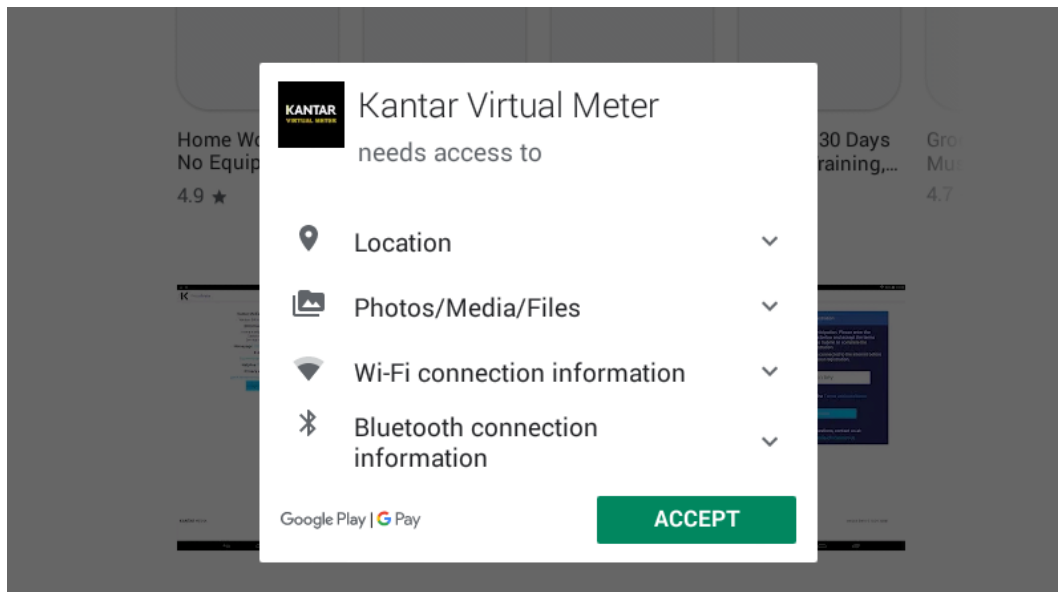 KANTAR
VIRTUAL METER
Kantar Virtual Meter
needs access to
Home Wo
No Equip
4.9 ★
30 Days
raining,...
Gro
Mu
4.7
Location
Photos/Media/Files
Wi-Fi connection information
Bluetooth connection
information
Google Play | G Pay
ACCEPT